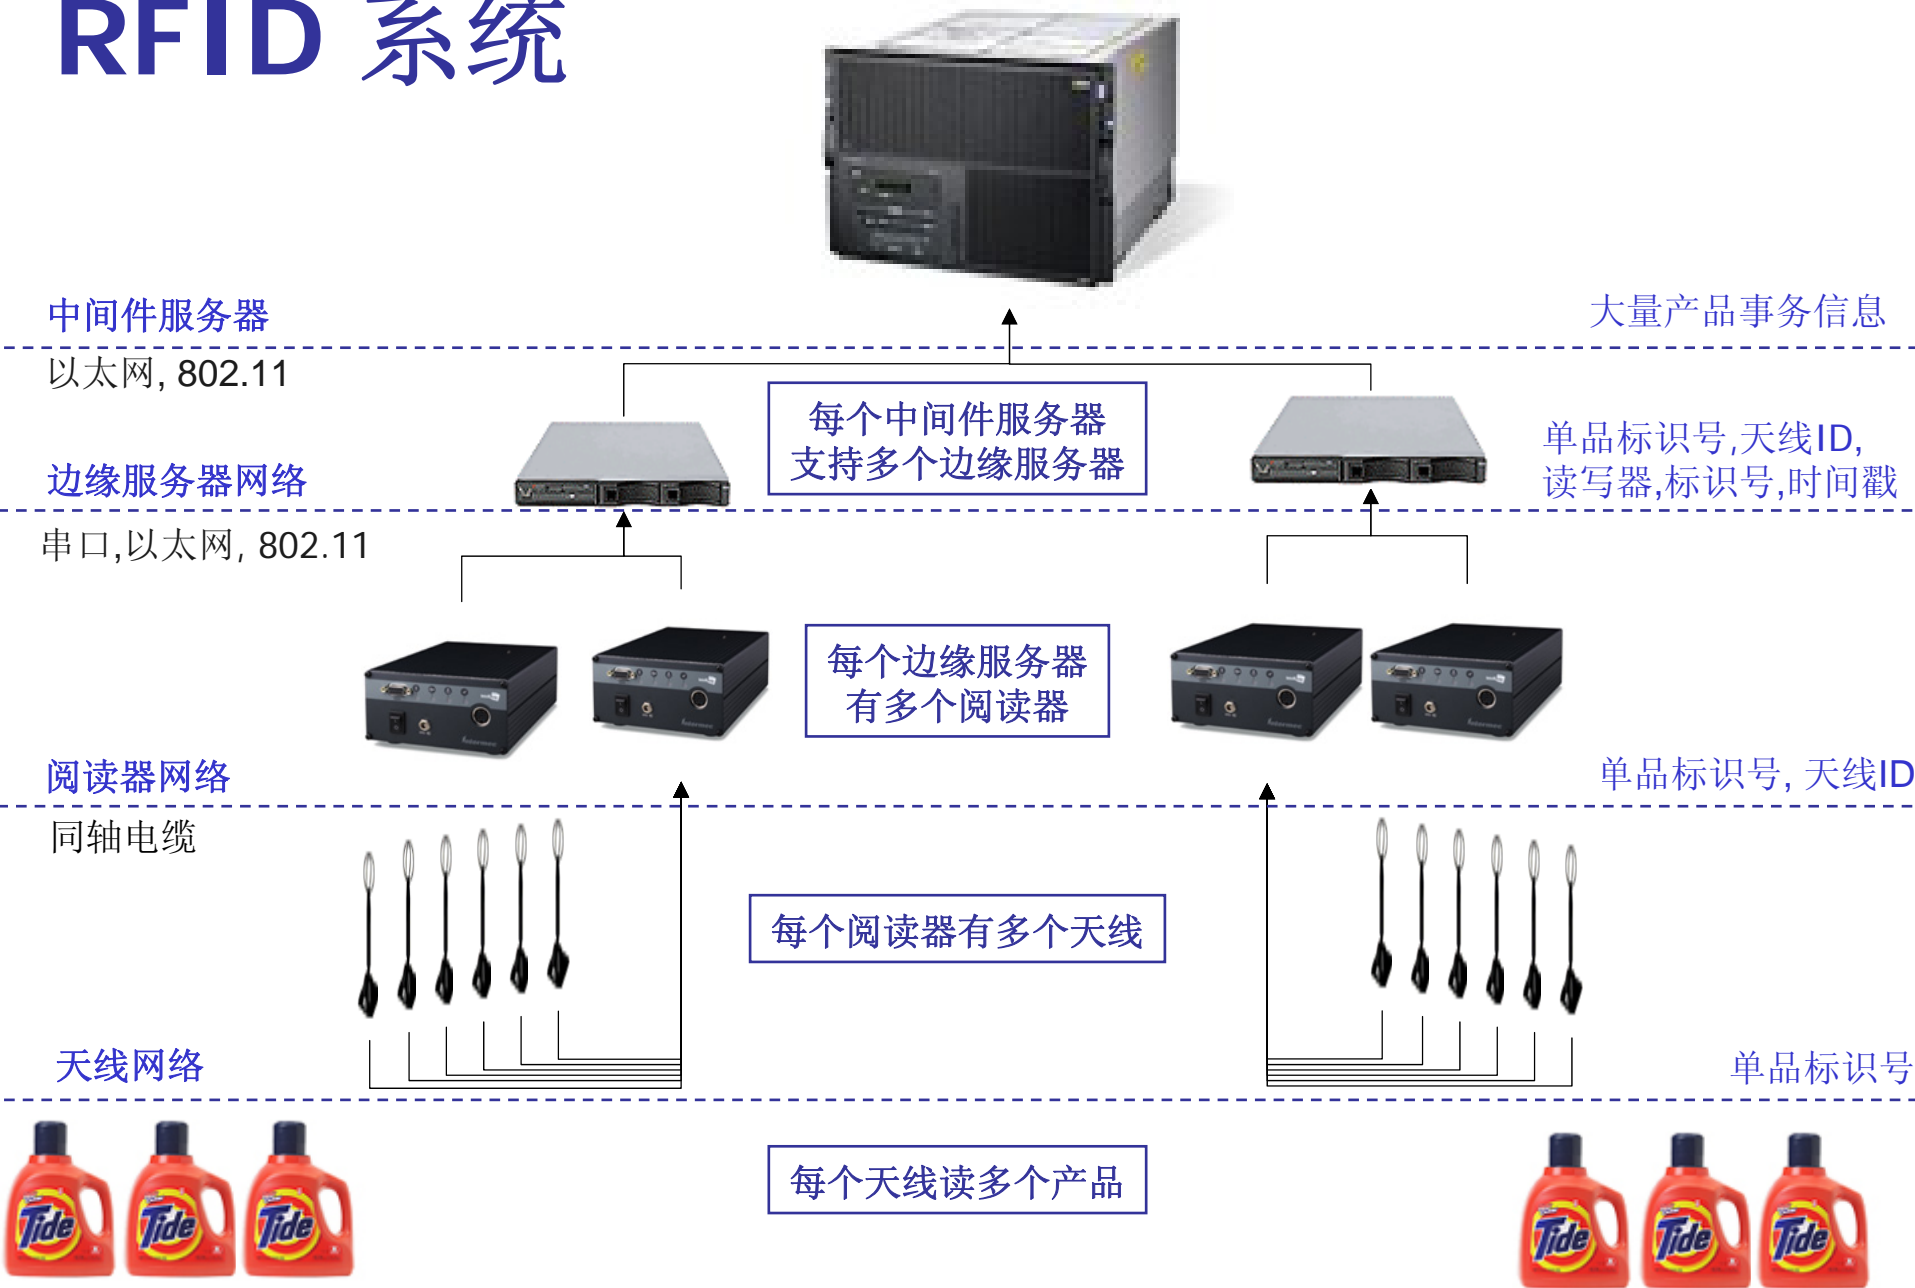 RFID 系统
中间件服务器
大量产品事务信息
以太网, 802.11
每个中间件服务器
支持多个边缘服务器
单品标识号,天线ID,
读写器,标识号,时间戳
边缘服务器网络
串口,以太网, 802.11
每个边缘服务器
有多个阅读器
阅读器网络
单品标识号, 天线ID
同轴电缆
每个阅读器有多个天线
天线网络
单品标识号
每个天线读多个产品
Tide
Tide
Tide
Tide
Tide
Tide
Intermec
Intermec
Intermec
Intermec